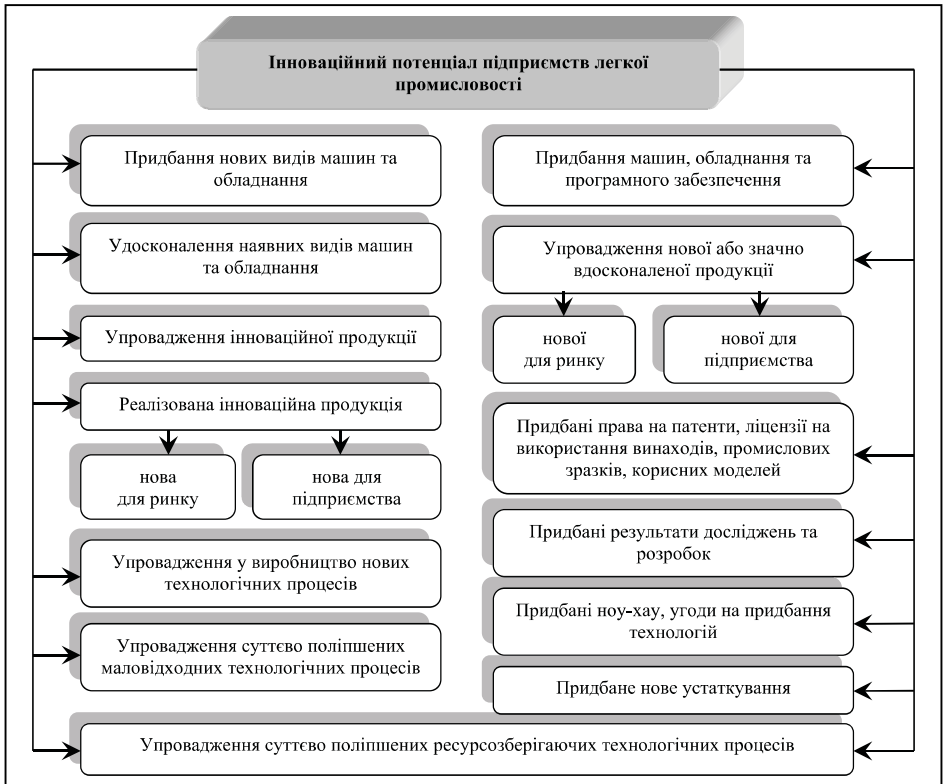 Інноваційний потенціал підприємств легкої
промисловості
Придбання нових видів машин та
обладнання
Удосконалення наявних видів машин
та обладнання
Упровадження інноваційної продукції
Реалізована інноваційна продукція
нова
для ринку
нова для
підприємства
Упровадження у виробництво нових
технологічних процесів
Упровадження суттєво поліпшених
маловідходних технологічних процесів
Придбання машин, обладнання та
програмного забезпечення
Упровадження нової або значно
вдосконаленої продукції
нової
для ринку
нової для
підприємства
Придбані права на патенти, ліцензії на
використання винаходів, промислових
зразків, корисних моделей
Придбані результати досліджень та
розробок
Придбані ноу-хау, угоди на придбання
технологій
Придбане нове устаткування
Упровадження суттєво поліпшених ресурсозберігаючих технологічних процесів